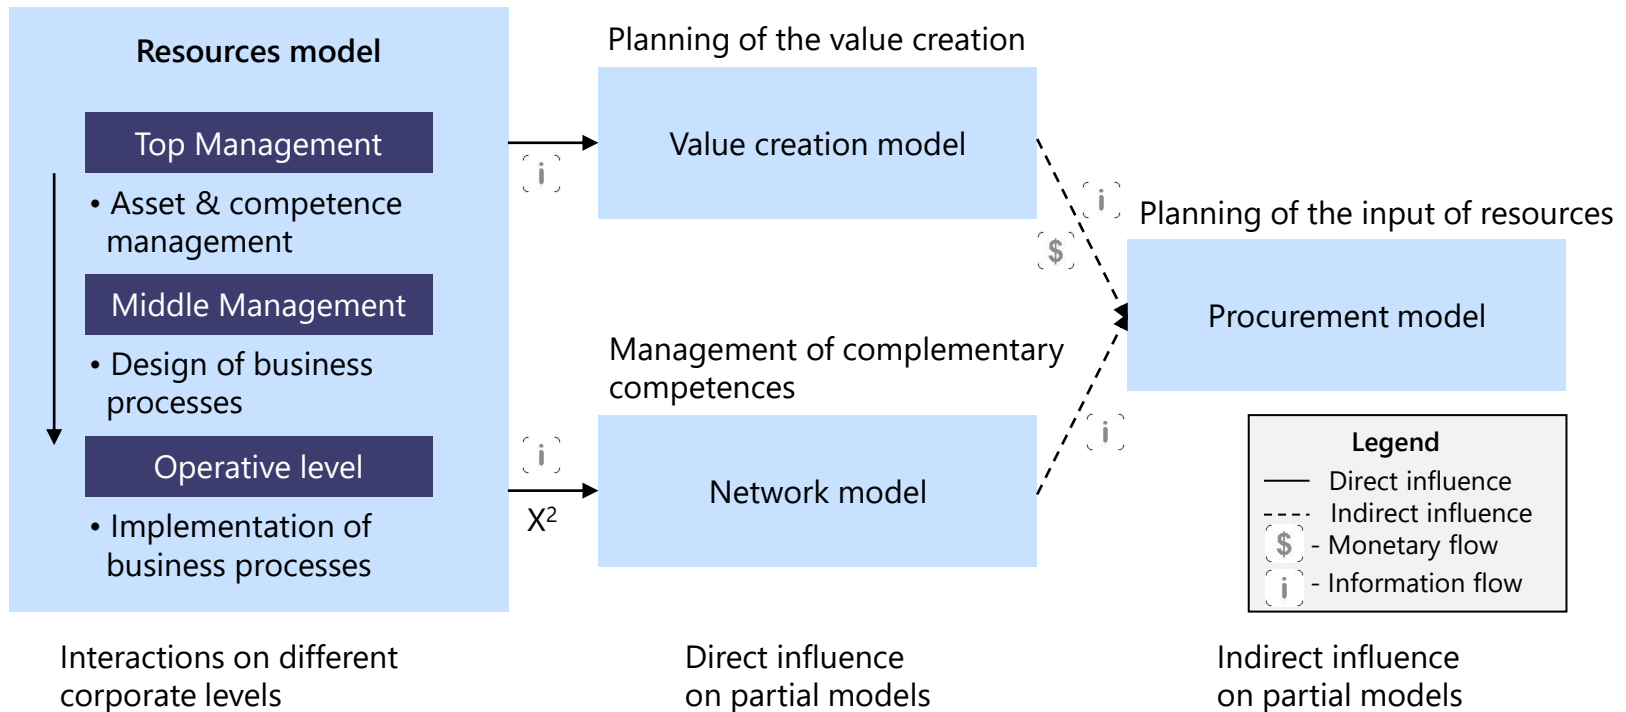 Resources model
Top Management
• Asset & competence
management
Middle Management
• Design of business
processes
Operative level
• Implementation of
business processes
Interactions on different
corporate levels
i
i
X²
Planning of the value creation
Value creation model
Management of complementary
competences
Network model
Direct influence
on partial models
i
$
i
Planning of the input of resources
Procurement model
Legend
Direct influence
Indirect influence
$ - Monetary flow
i - Information flow
Indirect influence
on partial models